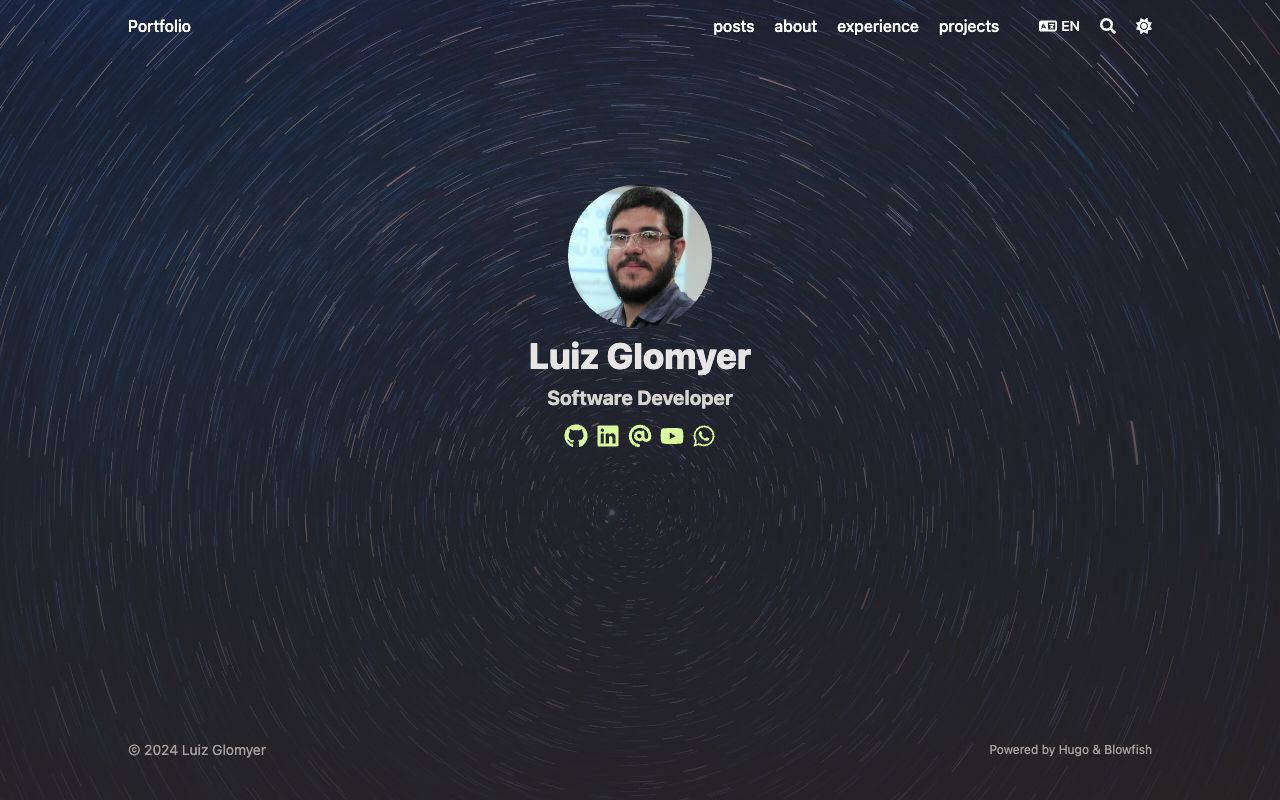 Portfolio
posts about experience projects EN
Luiz Glomyer
Software Developer
© 2024 Luiz Glomyer
Powered by Hugo & Blowfish